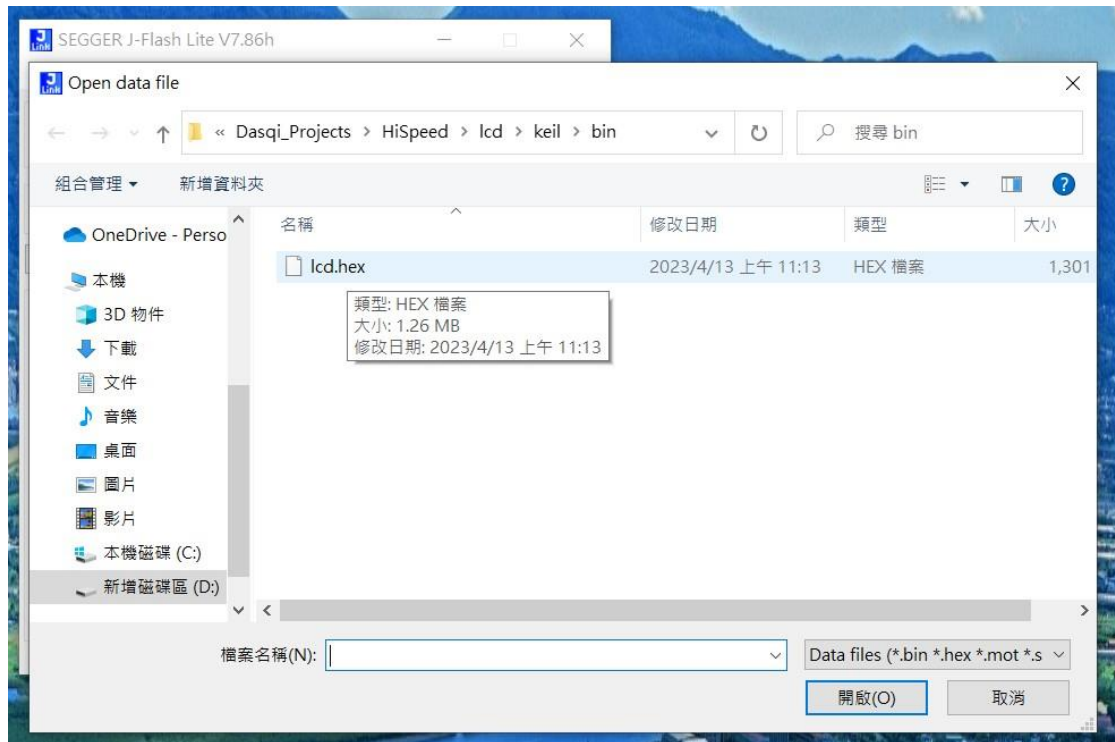 SEGGER J-Flash Lite V7.86h
Open data file
« Dasqi_Projects > HiSpeed > lcd > keil > bin
搜尋 bin
組合管理
新增資料夾
?
名稱
修改日期
類型
大小
OneDrive - Perso
lcd.hex
2023/4/13 上午 11:13
HEX 檔案
1,301
類型: HEX 檔案
大小: 1.26 MB
修改日期: 2023/4/13 上午 11:13
本機
3D 物件
下載
文件
音樂
桌面
圖片
影片
本機磁碟 (C:)
新增磁碟區 (D:)
檔案名稱(N):
Data files (*.bin *.hex *.mot *.s
開啟(O)
取消